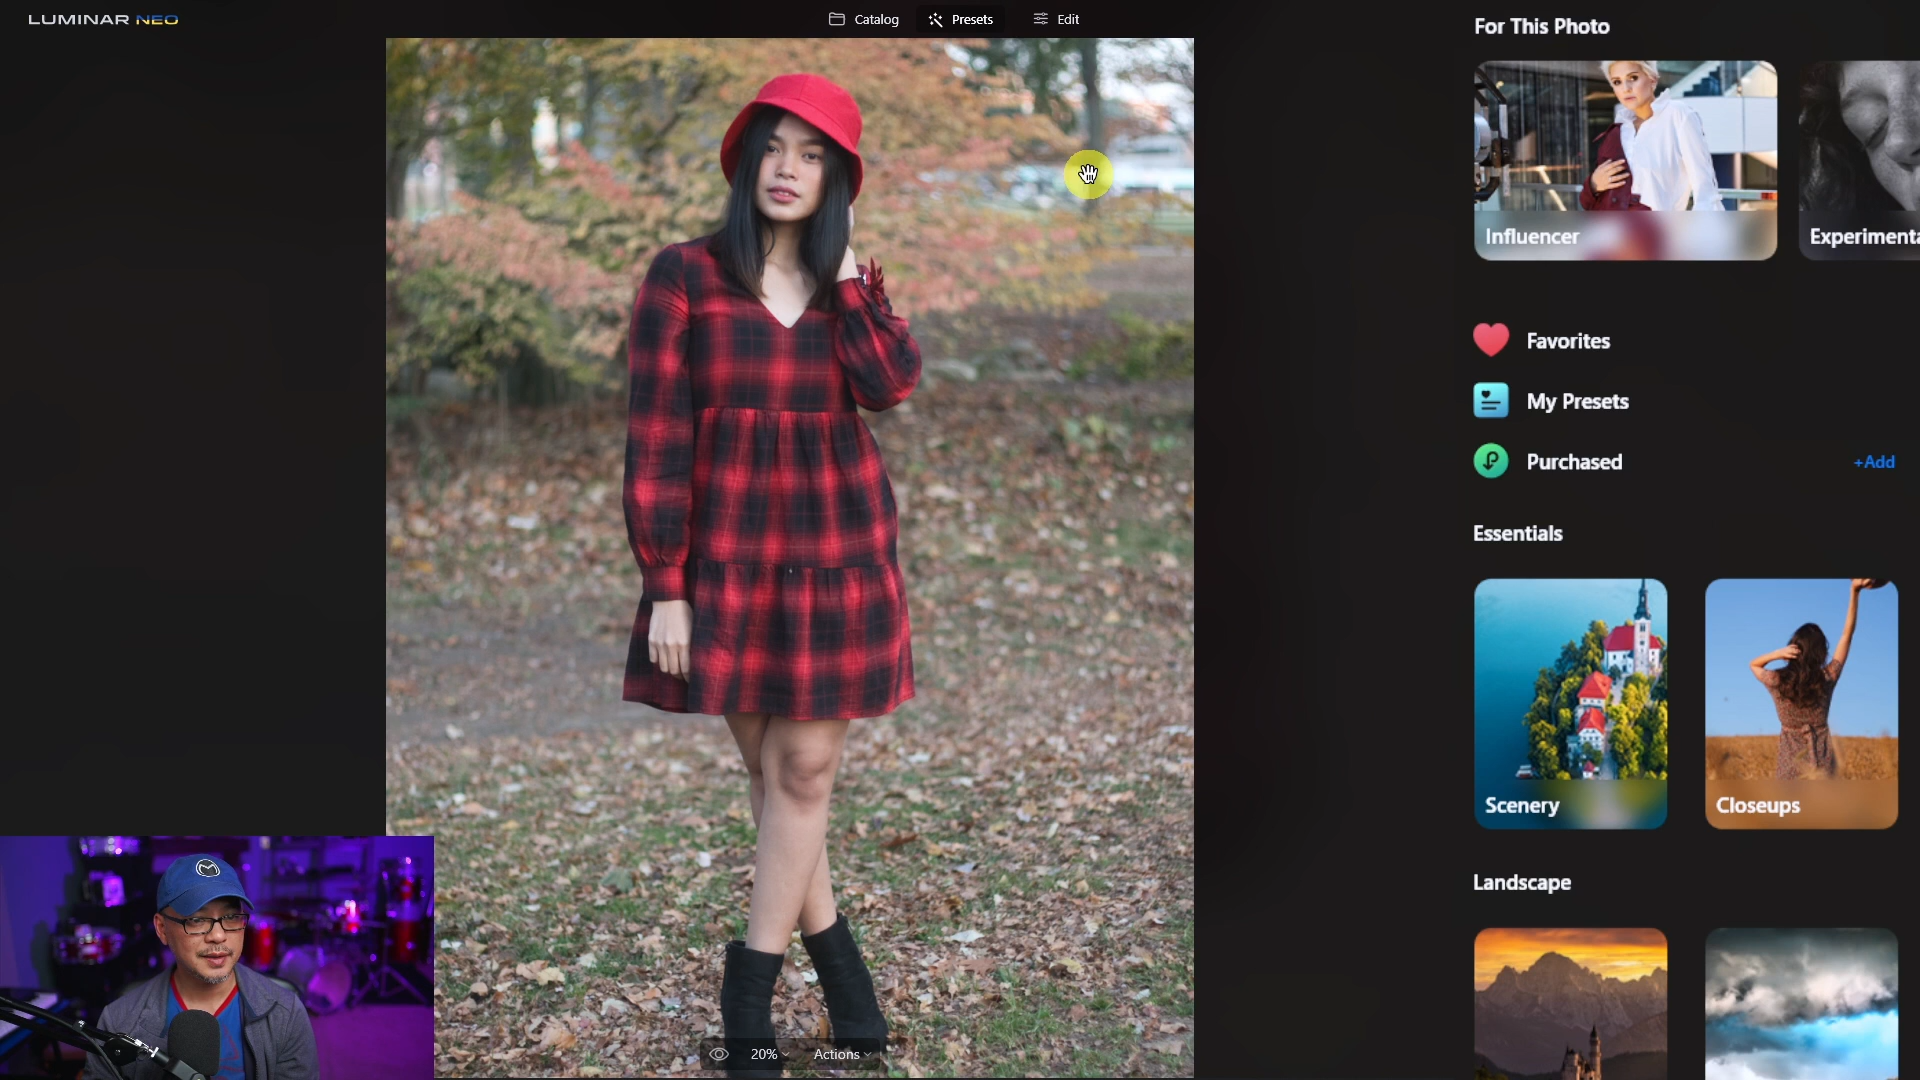 LUMINAR NEO
Catalog
Presets
Edit
For This Photo
Influencer
Experimenta
Favorites
My Presets
Purchased
+Add
Essentials
Scenery
Closeups
Landscape
20%
Actions